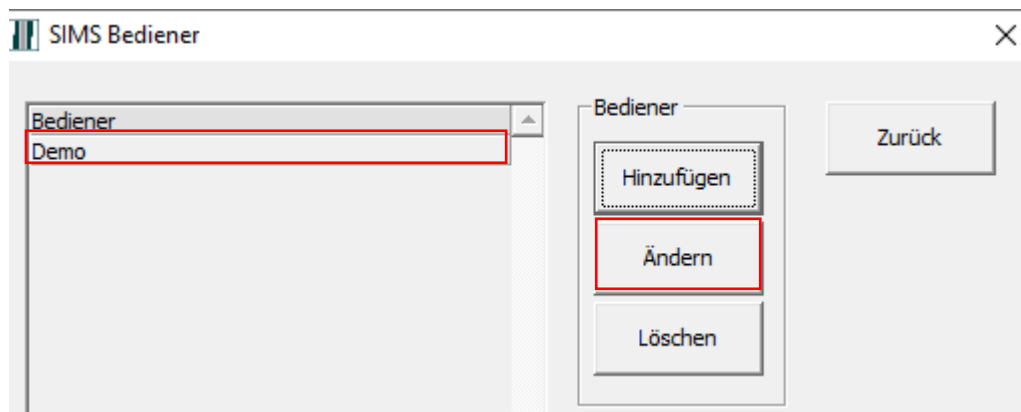 SIMS Bediener
Bediener
Demo
Bediener
Hinzufügen
Ändern
Löschen
Zurück